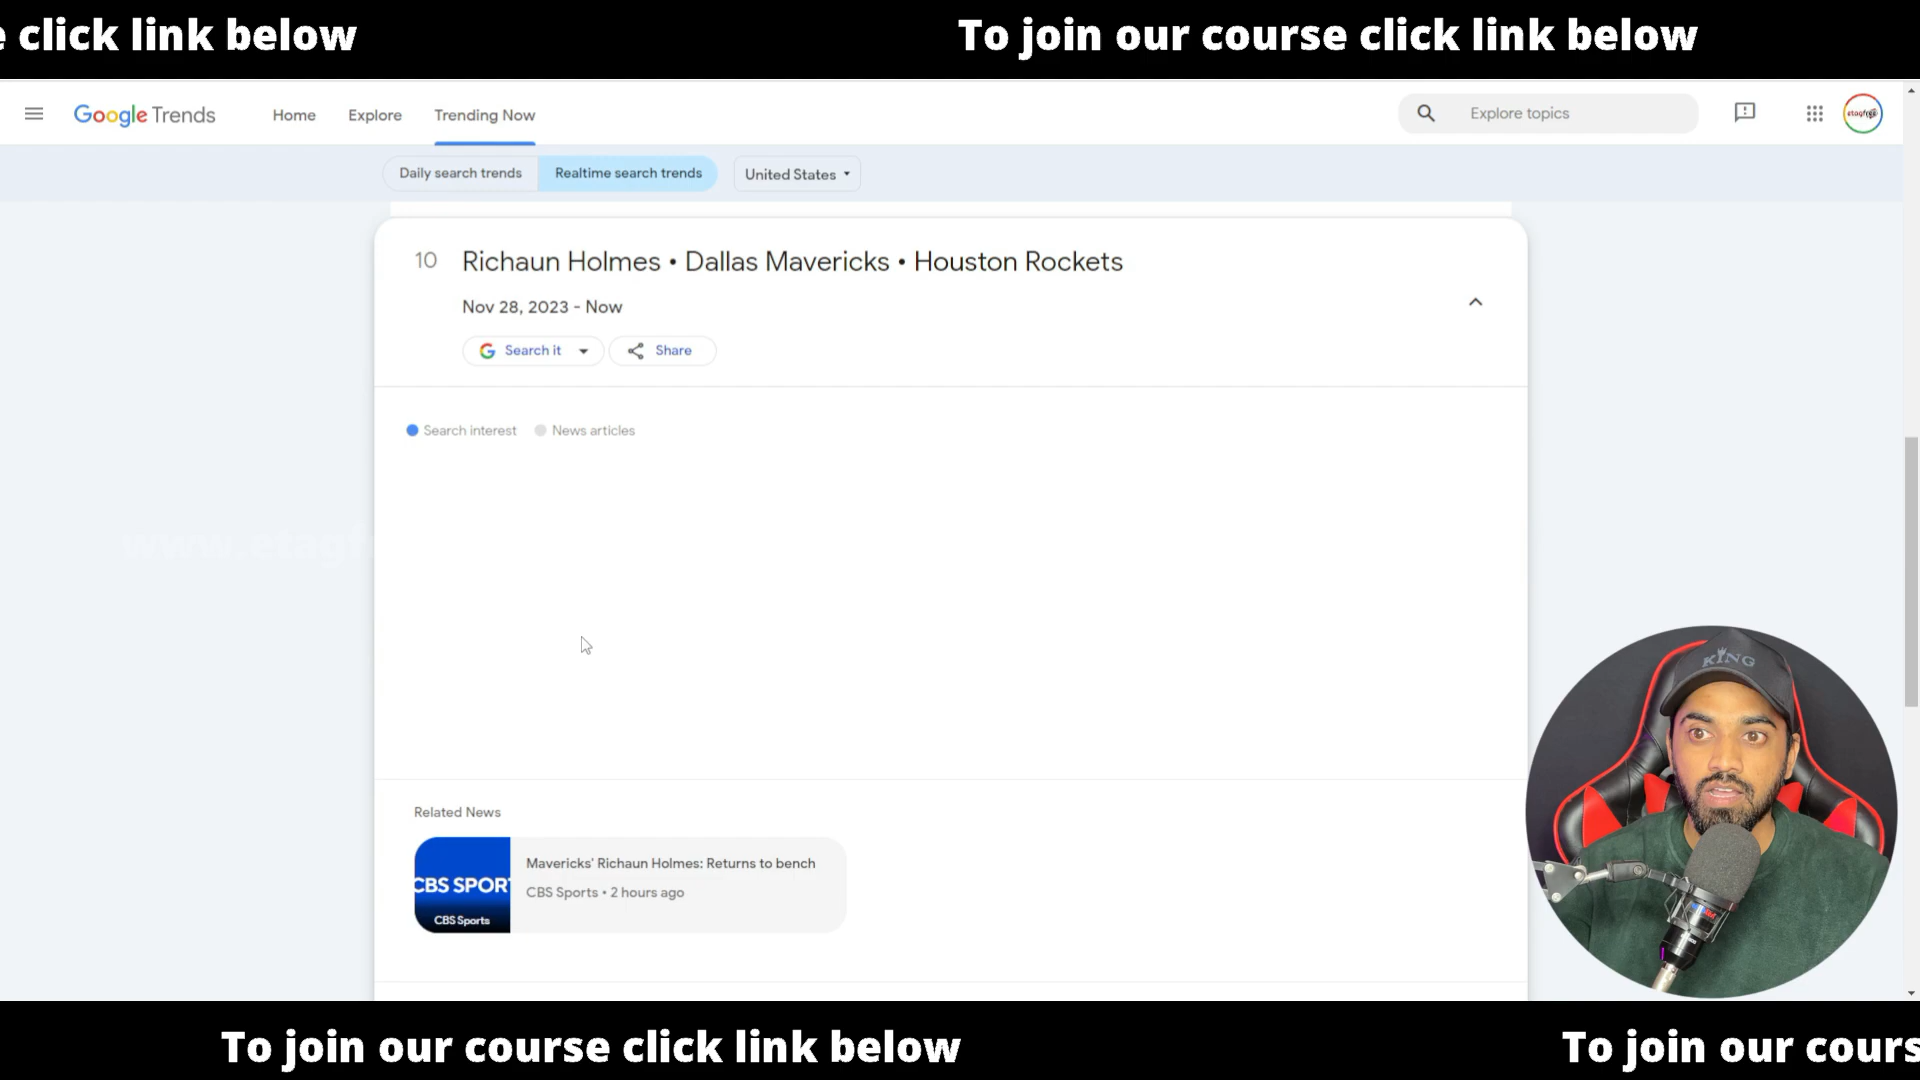 click link below
To join our course click link below
Google Trends
Home
Explore
Trending Now
Explore topics
Daily search trends
Realtime search trends
United States
10
Richaun Holmes • Dallas Mavericks • Houston Rockets
Nov 28, 2023 - Now
Search it
Share
Search interest
News articles
www.etagf
KING
Related News
CBS SPOR
CBS Sports
Mavericks' Richaun Holmes: Returns to bench
CBS Sports • 2 hours ago
To join our course click link below
To join our cours